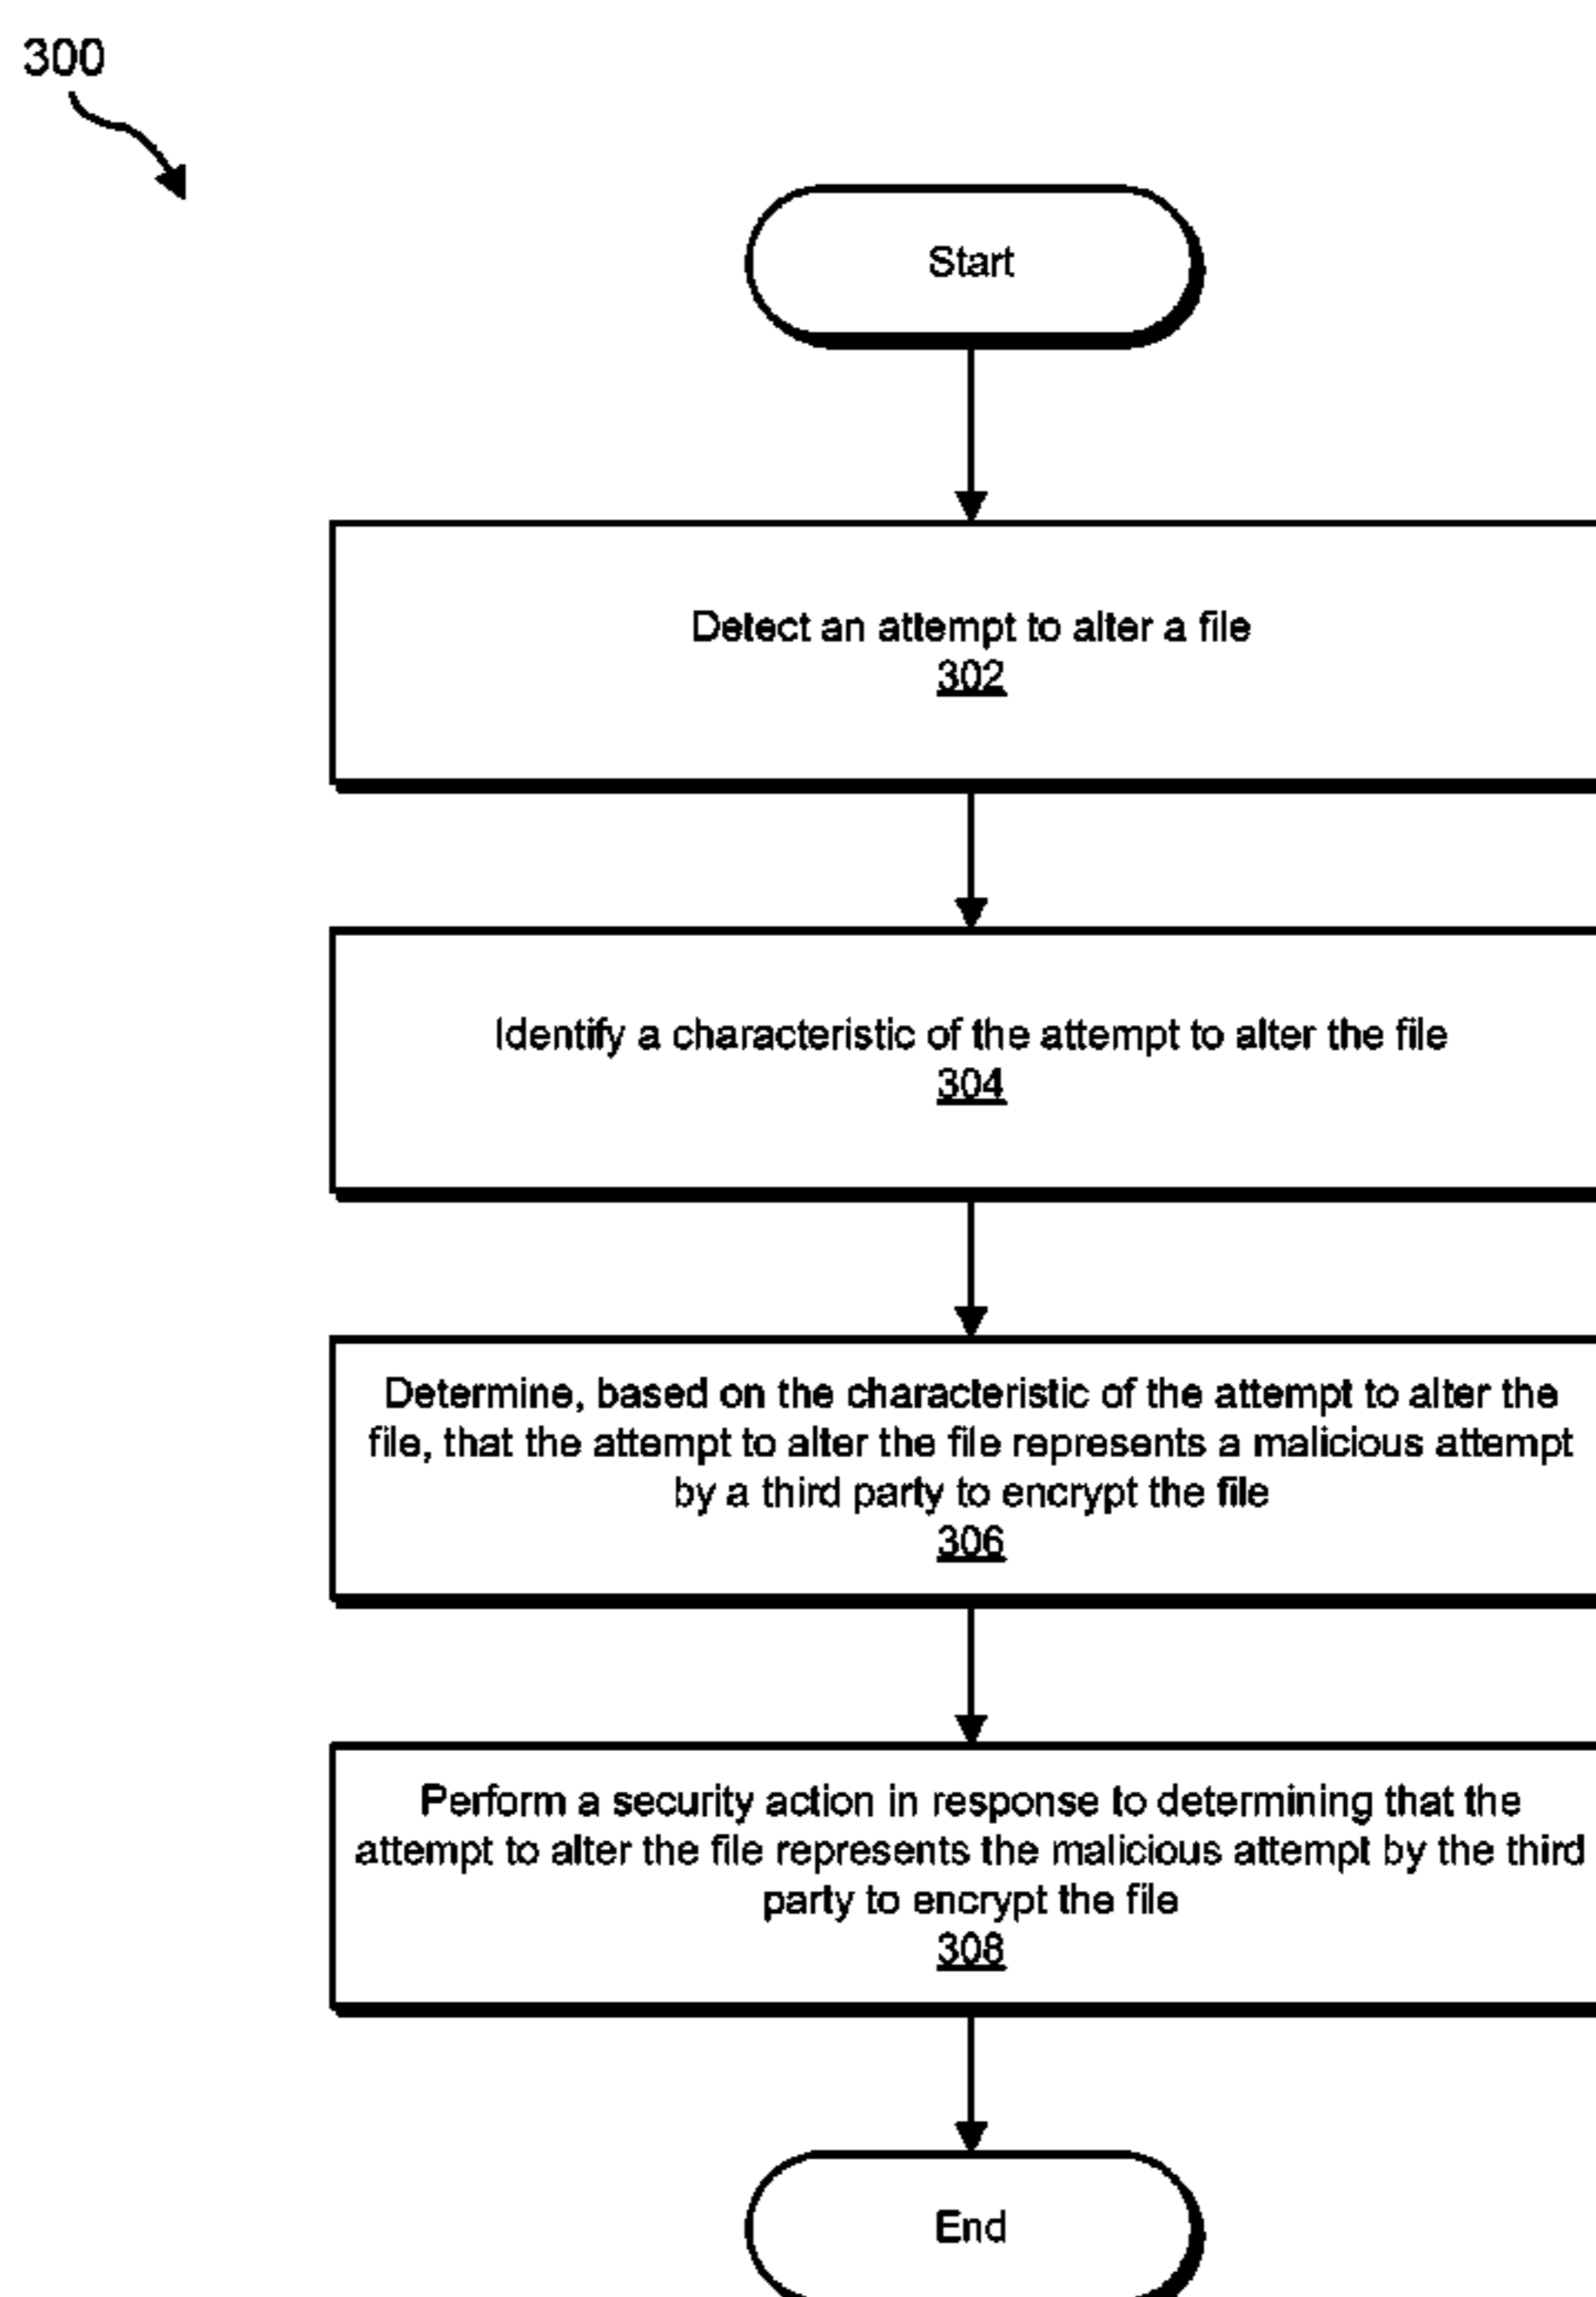 300
Start
Detect an attempt to alter a file
302
Identify a characteristic of the attempt to alter the file
304
Determine, based on the characteristic of the attempt to alter the
file, that the attempt to alter the file represents a malicious attempt
by a third party to encrypt the file
306
Perform a security action in response to determining that the
attempt to alter the file represents the malicious attempt by the third
party to encrypt the file
308
End